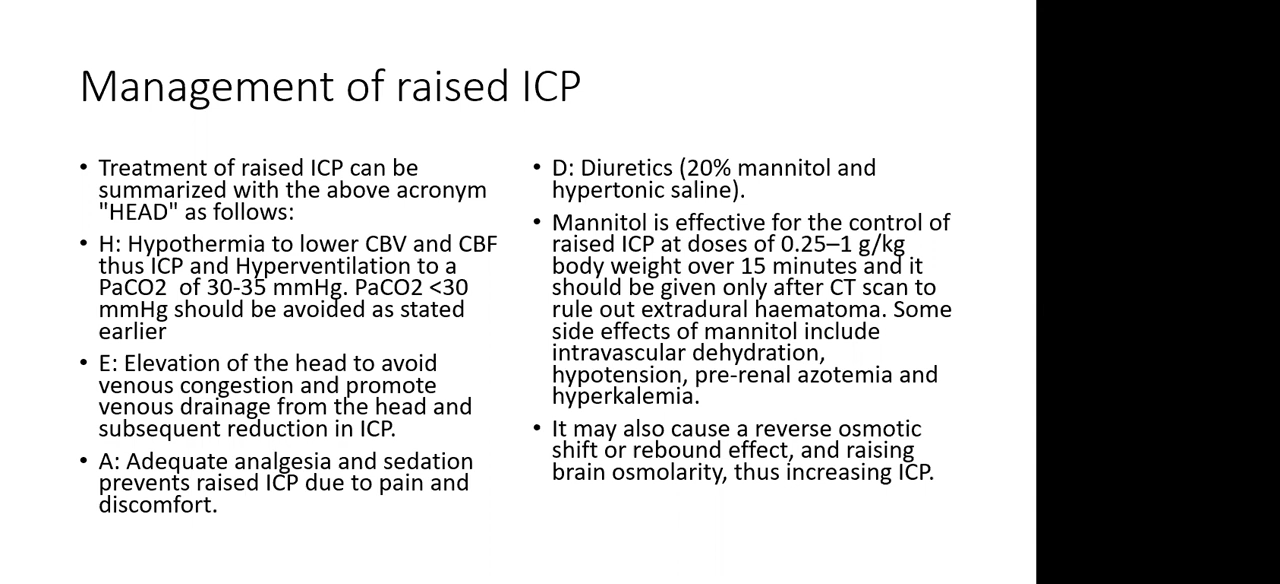 Management of raised ICP
• Treatment of raised ICP can be
summarized with the above acronym
"HEAD" as follows:
• H: Hypothermia to lower CBV and CBF
thus ICP and Hyperventilation to a
PaCO2  of 30-35 mmHg. PaCO2 <30
mmHg should be avoided as stated
earlier
• E: Elevation of the head to avoid
venous congestion and promote
venous drainage from the head and
subsequent reduction in ICP.
• A: Adequate analgesia and sedation
prevents raised ICP due to pain and
discomfort.
• D: Diuretics (20% mannitol and
hypertonic saline).
• Mannitol is effective for the control of
raised ICP at doses of 0.25–1 g/kg
body weight over 15 minutes and it
should be given only after CT scan to
rule out extradural haematoma. Some
side effects of mannitol include
intravascular dehydration,
hypotension, pre-renal azotemia and
hyperkalemia.
• It may also cause a reverse osmotic
shift or rebound effect, and raising
brain osmolarity, thus increasing ICP.